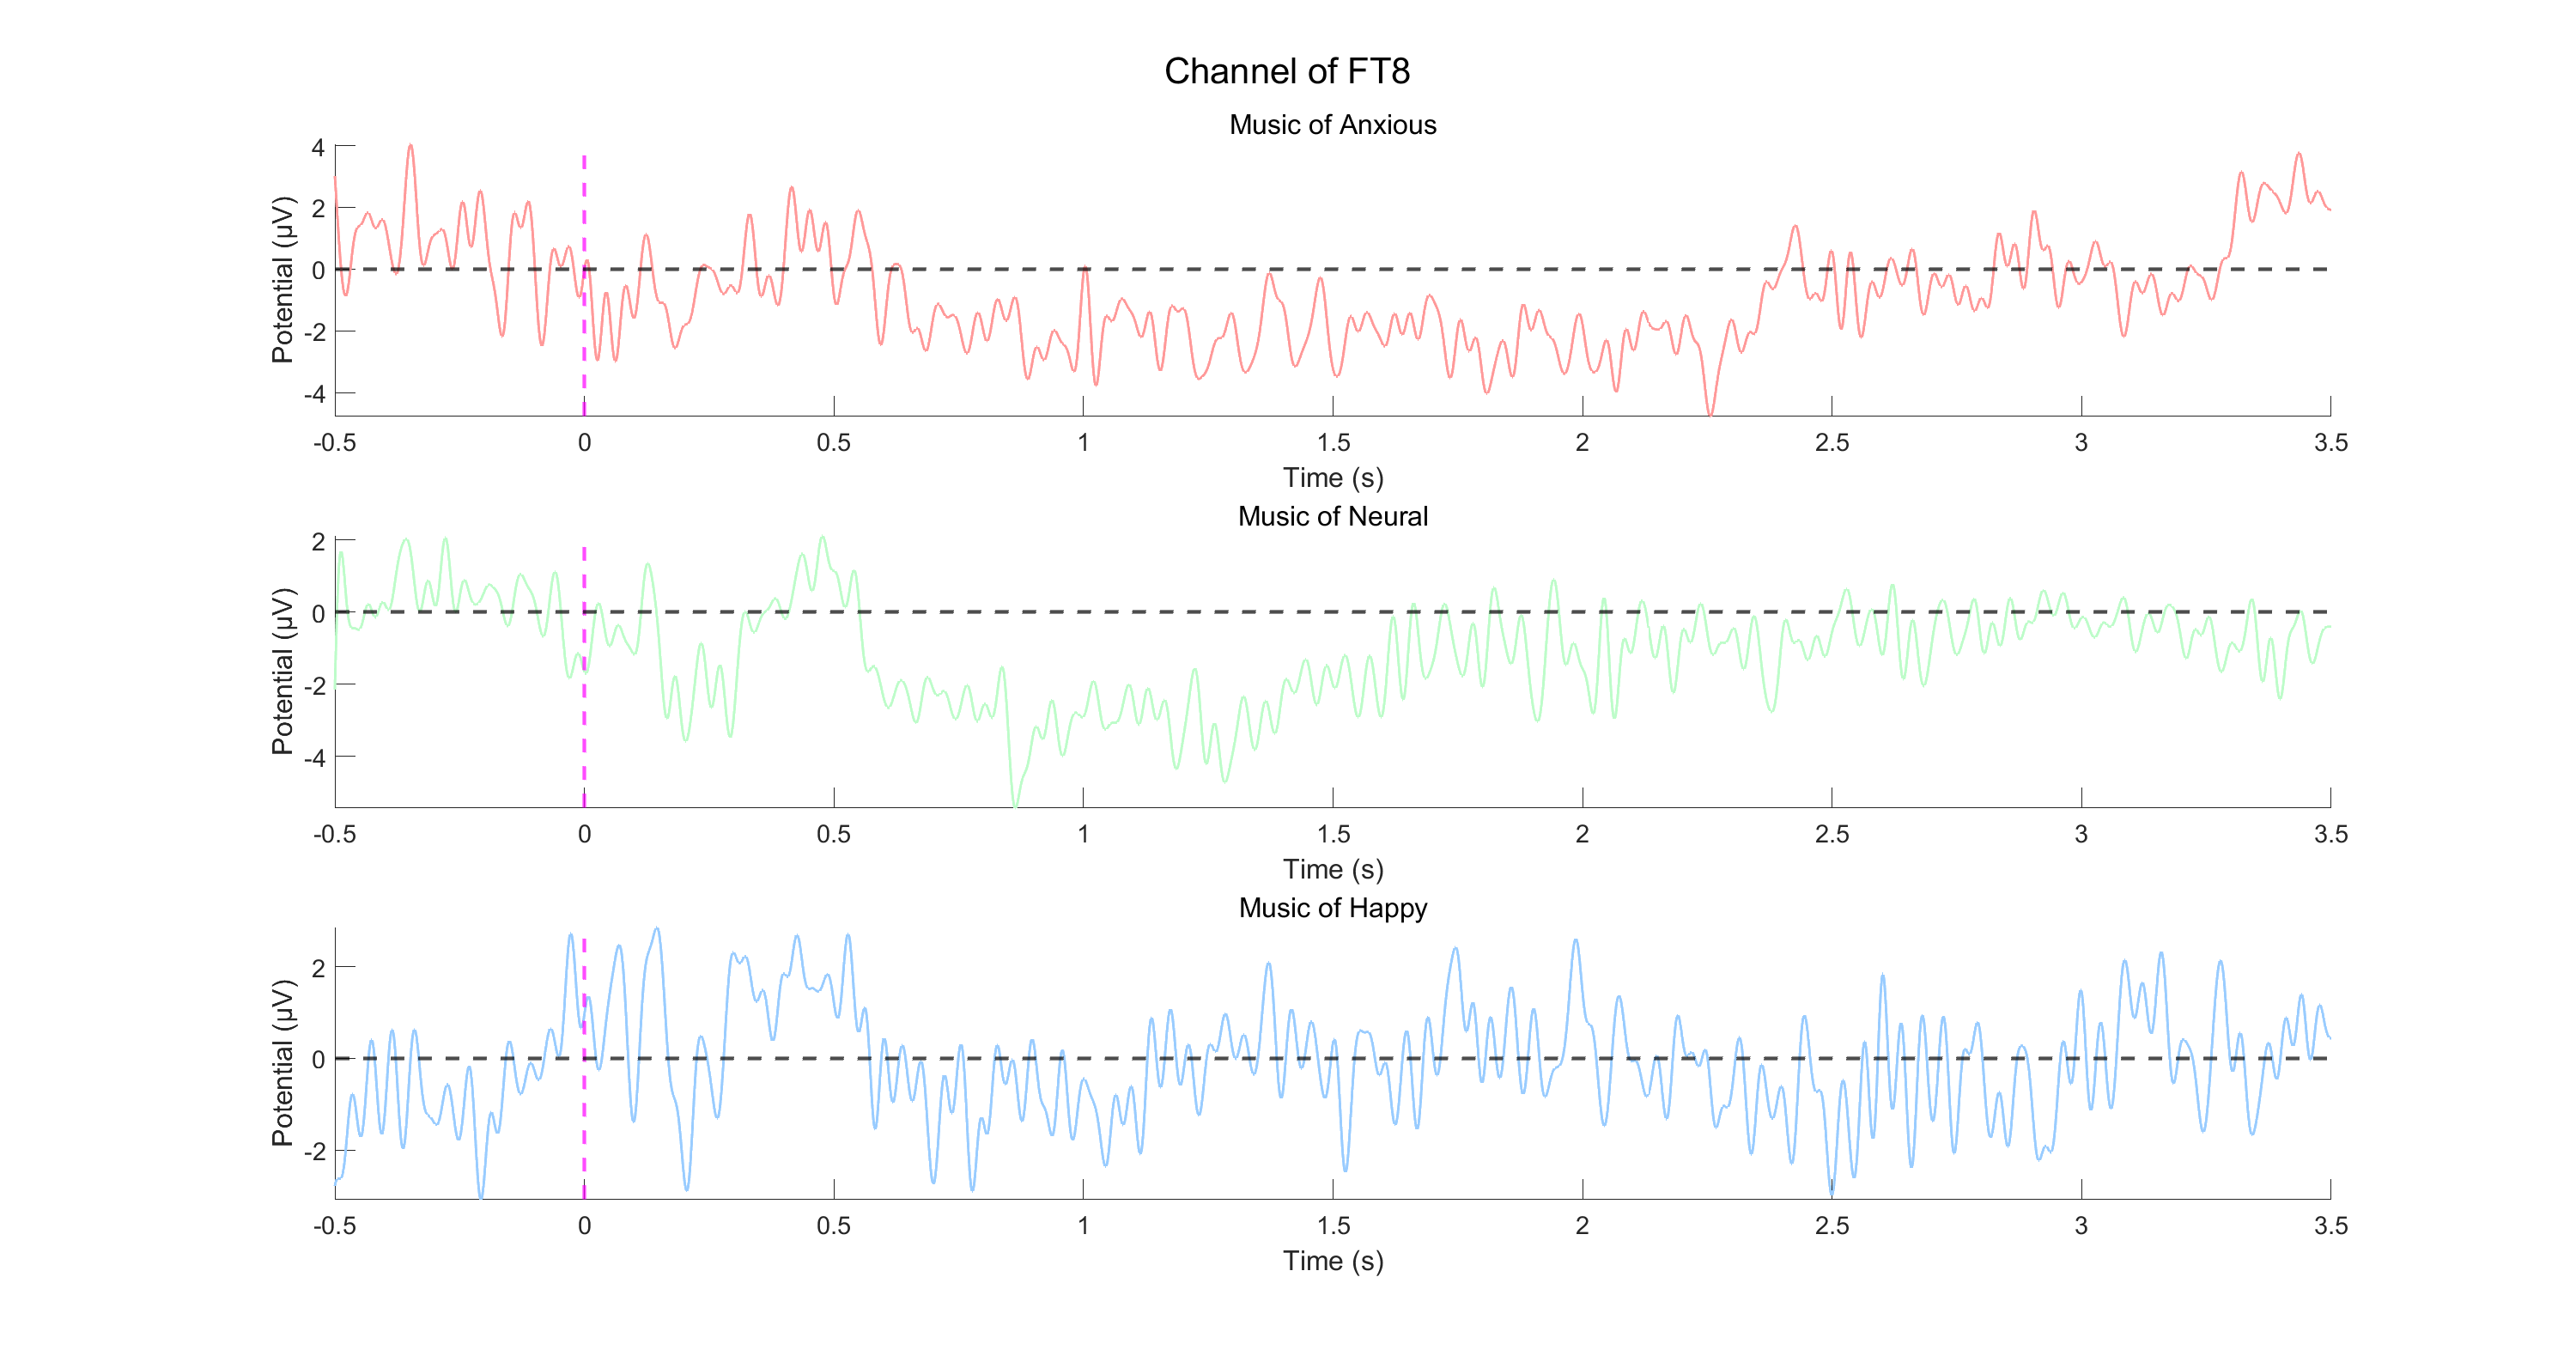 Channel of FT8
Music of Anxious
Potential (μV)
4
2
0
-2
-4
-0.5 0 0.5 1 1.5 2 2.5 3 3.5
Time (s)
Music of Neural
Potential (μV)
2
0
-2
-4
-0.5 0 0.5 1 1.5 2 2.5 3 3.5
Time (s)
Music of Happy
Potential (μV)
2
0
-2
-0.5 0 0.5 1 1.5 2 2.5 3 3.5
Time (s)